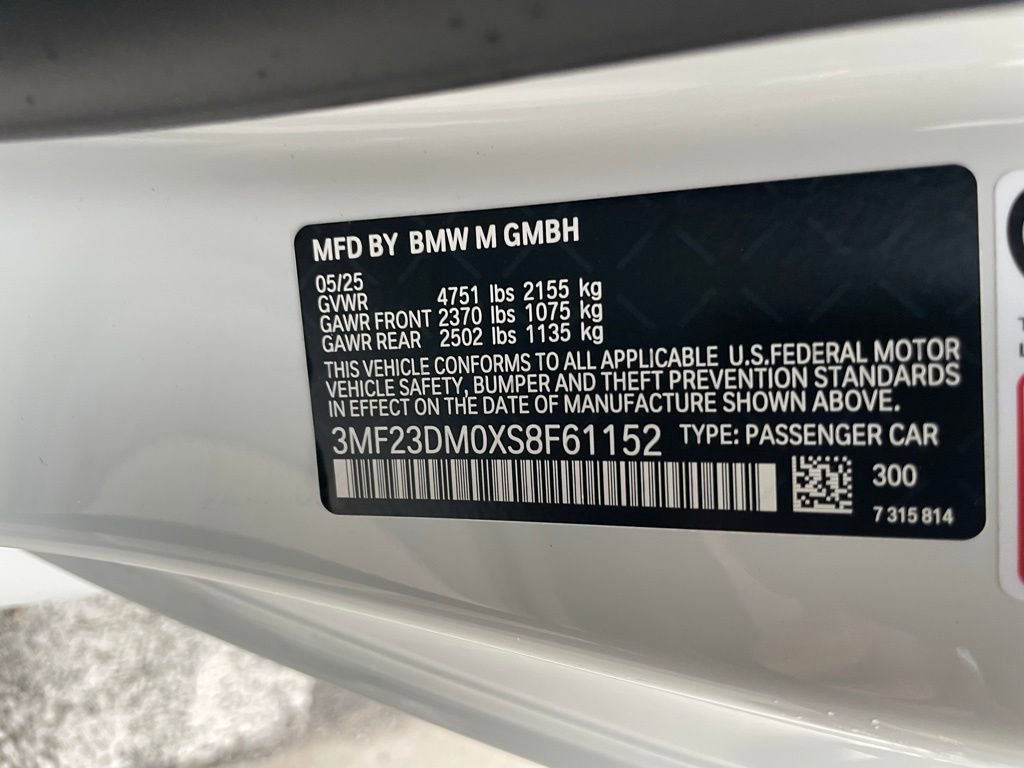 MFD BY BMW M GMBH
05/25
GVWR 4751 lbs 2155 kg
GAWR FRONT 2370 lbs 1075 kg
GAWR REAR 2502 lbs 1135 kg
THIS VEHICLE CONFORMS TO ALL APPLICABLE U.S.FEDERAL MOTOR
VEHICLE SAFETY, BUMPER AND THEFT PREVENTION STANDARDS
IN EFFECT ON THE DATE OF MANUFACTURE SHOWN ABOVE.
3MF23DM0XS8F61152 TYPE: PASSENGER CAR
300
7 315 814